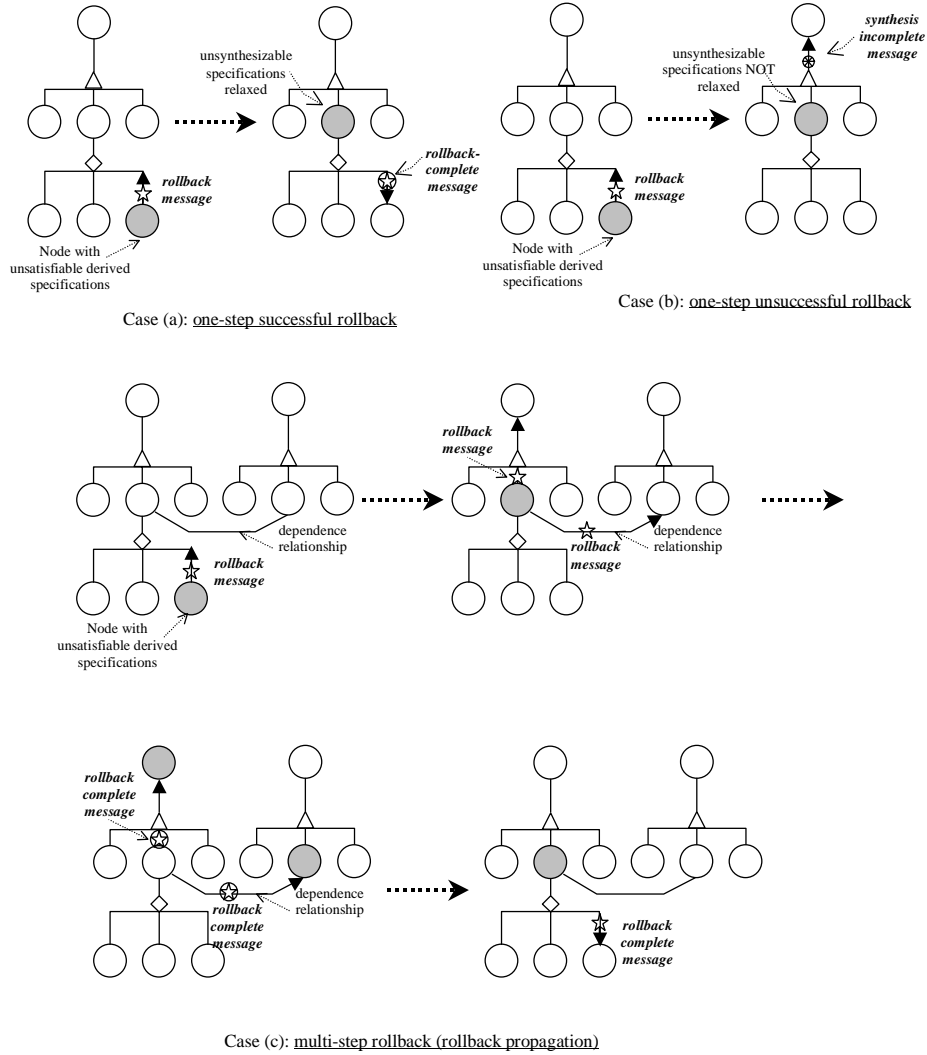 unsynthesizable
specifications
relaxed
rollback-
complete
message
rollback
message
Node with
unsatisfiable derived
specifications
Case (a): one-step successful rollback
synthesis
incomplete
message
unsynthesizable
specifications NOT
relaxed
rollback
message
Node with
unsatisfiable derived
specifications
Case (b): one-step unsuccessful rollback
dependence
relationship
rollback
message
Node with
unsatisfiable derived
specifications
rollback
message
rollback
message
dependence
relationship
rollback
complete
message
rollback
complete
message
dependence
relationship
rollback
complete
message
Case (c): multi-step rollback (rollback propagation)